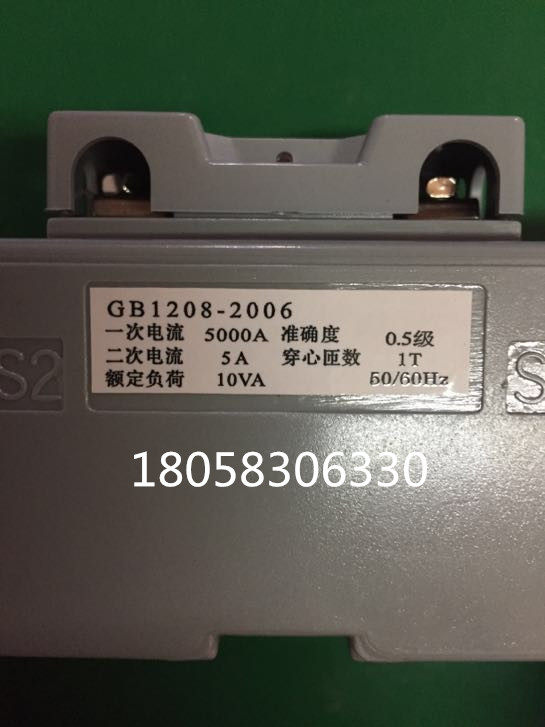 GB1208-2006
一次电流 5000A 准确度 0.5级
二次电流 5A 穿心匝数 1T
额定负荷 10VA 50/60Hz
S2
S
18058306330